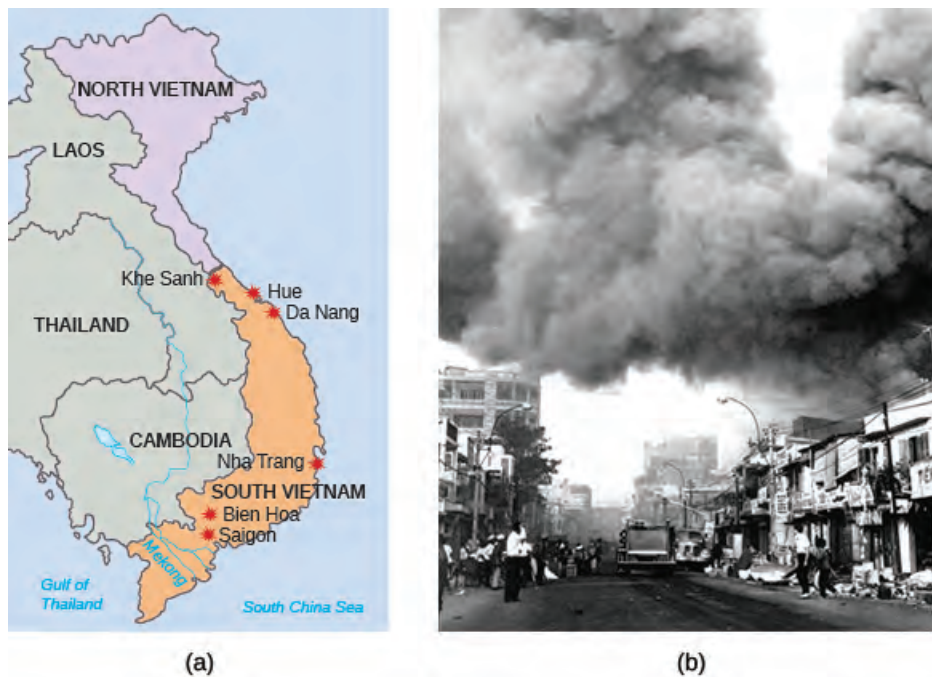 NORTH VIETNAM
LAOS
Khe Sanh
Hue
Da Nang
THAILAND
CAMBODIA
Nha Trang
SOUTH VIETNAM
Bien Hoa
Saigon
Mekong
Gulf of
Thailand
South China Sea
(a)
(b)